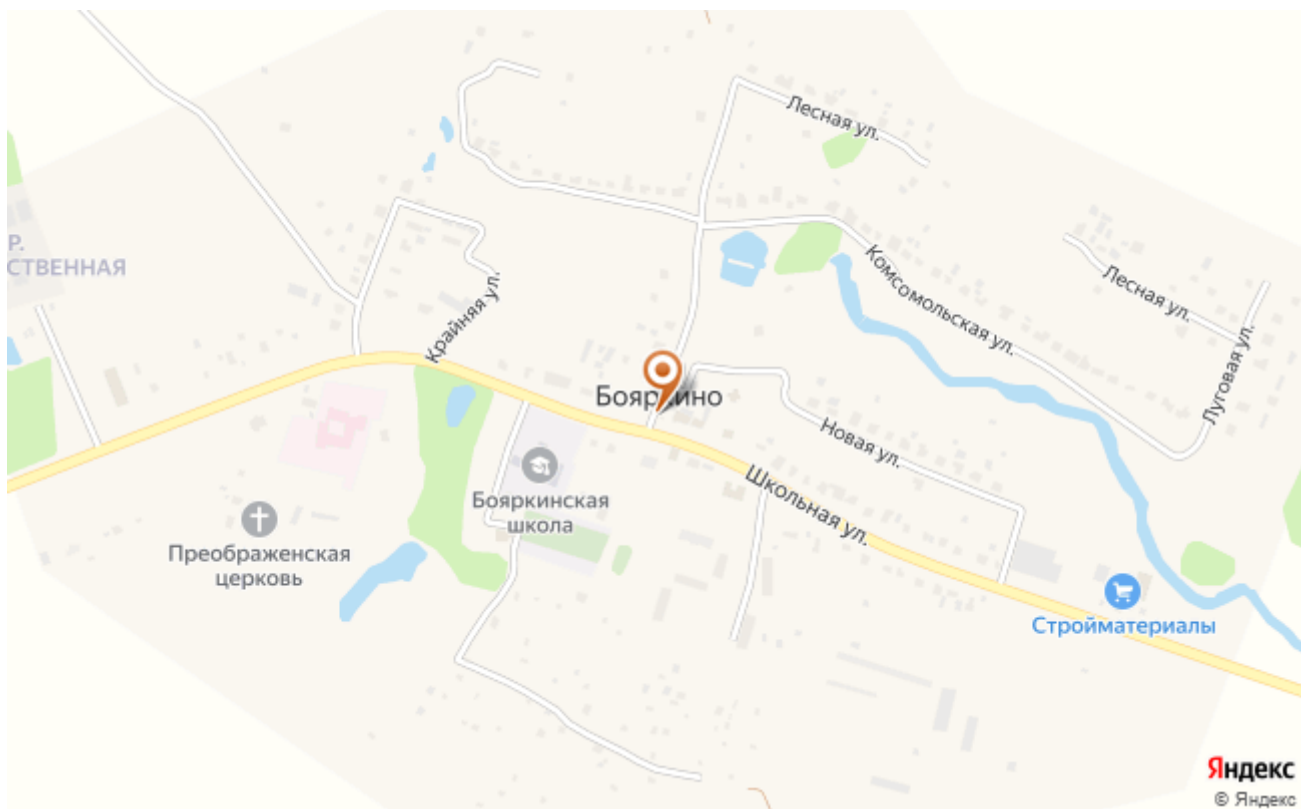 Лесная ул.
Р.
СТВЕННАЯ
Комсомольская ул.
Лесная ул.
Крайняя ул.
Луговая ул.
Бояркино
Новая ул.
Школьная ул.
Бояркинская
школа
Преображенская
церковь
Стройматериалы
Яндекс
© Яндекс